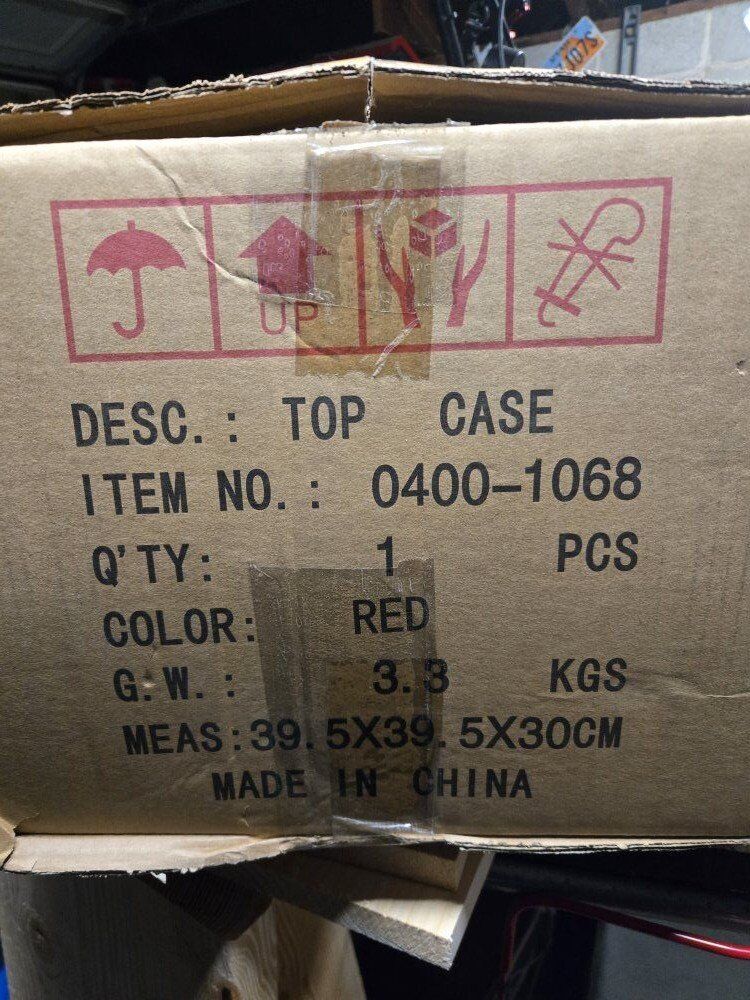 UP
DESC.: TOP CASE
ITEM NO.: 0400-1068
Q'TY: 1 PCS
COLOR: RED
G.W.: 3.3 KGS
MEAS:39.5X39.5X30CM
MADE IN CHINA